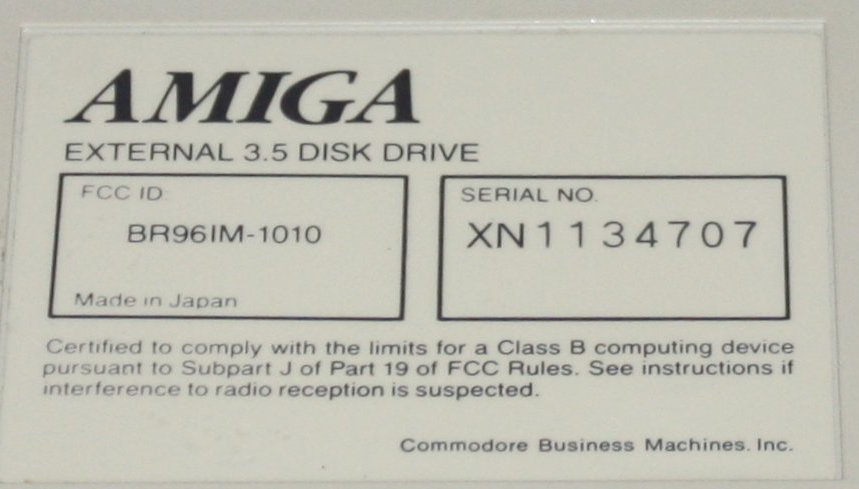 AMIGA
EXTERNAL 3.5 DISK DRIVE
FCC ID:
BR96IM-1010
Made in Japan
SERIAL NO.
XN1134707
Certified to comply with the limits for a Class B computing device
pursuant to Subpart J of Part 19 of FCC Rules. See instructions if
interference to radio reception is suspected.
Commodore Business Machines. Inc.